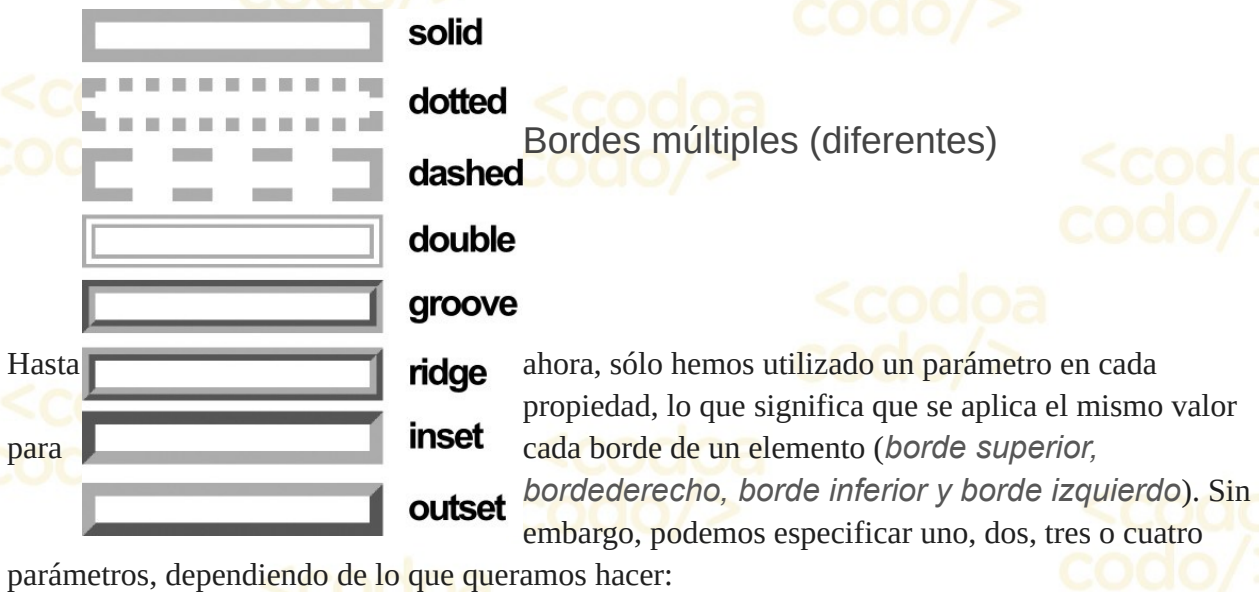 solid
dotted
dashed
double
groove
ridge
inset
outset
Bordes múltiples (diferentes)
Hasta ahora, sólo hemos utilizado un parámetro en cada
propiedad, lo que significa que se aplica el mismo valor
para cada borde de un elemento (borde superior,
bordederecho, borde inferior y borde izquierdo). Sin
embargo, podemos especificar uno, dos, tres o cuatro
parámetros, dependiendo de lo que queramos hacer:
<codoa
codo/>